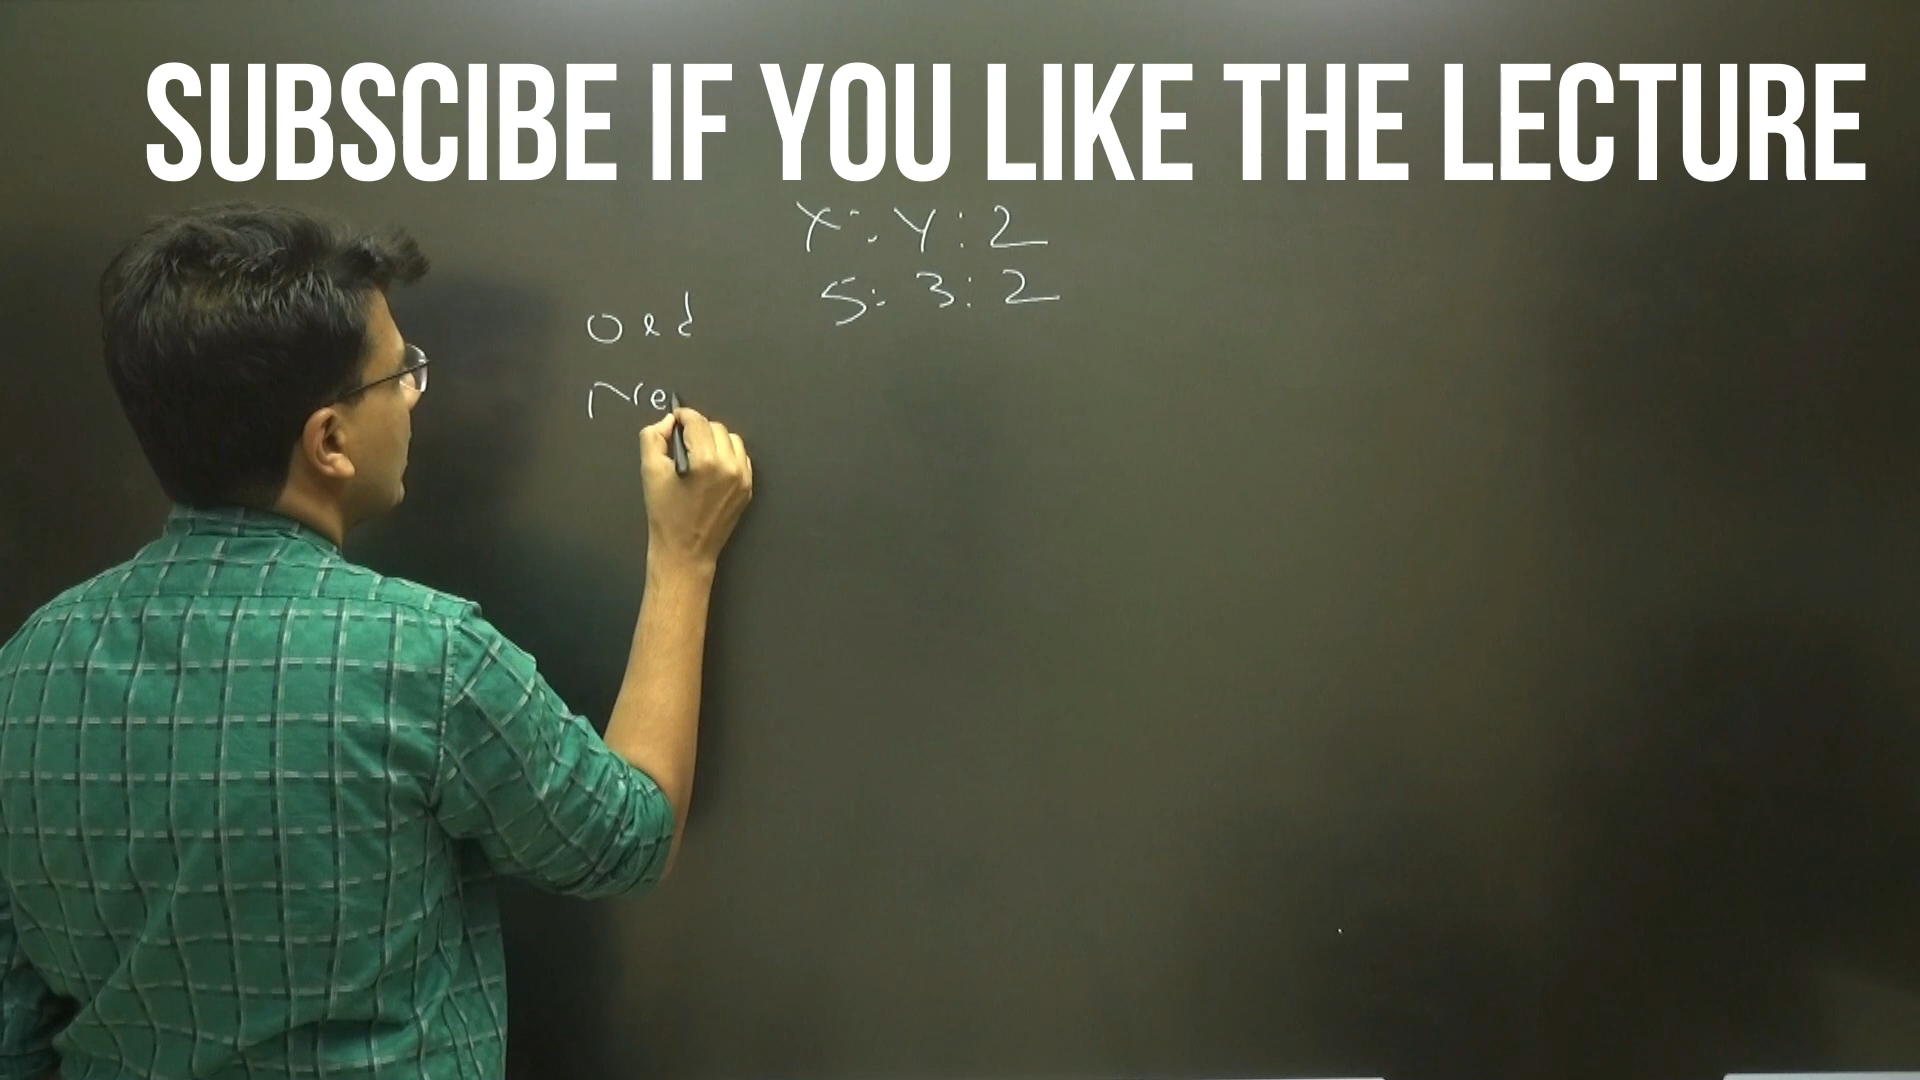 SUBSCIBE IF YOU LIKE THE LECTURE
X : Y : Z
5 : 3 : 2
Old
Ne